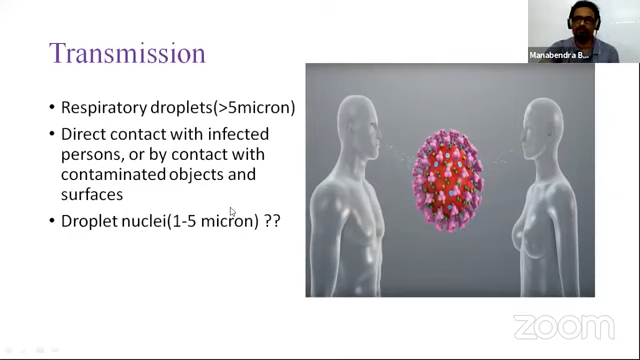 Transmission
Manabendra B...
• Respiratory droplets(>5micron)
• Direct contact with infected
persons, or by contact with
contaminated objects and
surfaces
• Droplet nuclei(1-5 micron) ??
zoom